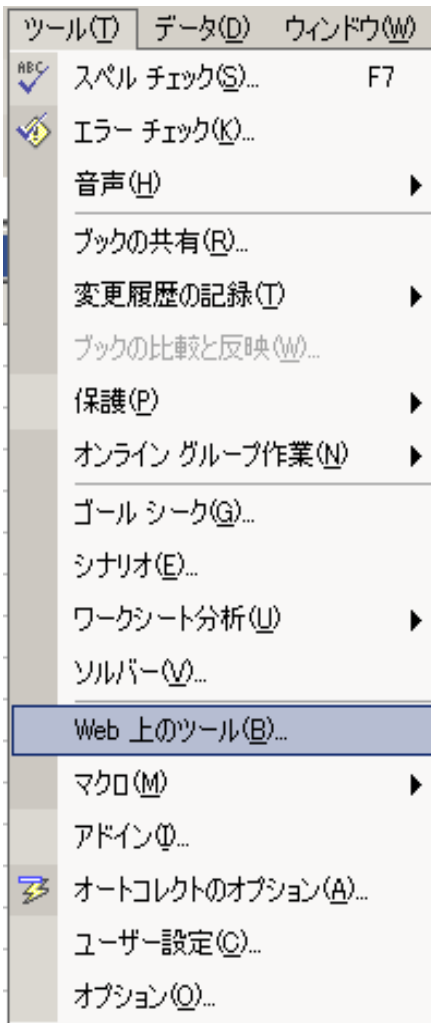 ツール(T) データ(D) ウィンドウ(W)
ABC スペル チェック(S)... F7
エラー チェック(K)...
音声(H)
ブックの共有(R)...
変更履歴の記録(T)
ブックの比較と反映(W)...
保護(P)
オンライン グループ作業(N)
ゴール シーク(G)...
シナリオ(E)...
ワークシート分析(U)
ソルバー(V)...
Web 上のツール(B)...
マクロ(M)
アドイン(I)...
オートコレクトのオプション(A)...
ユーザー設定(C)...
オプション(O)...